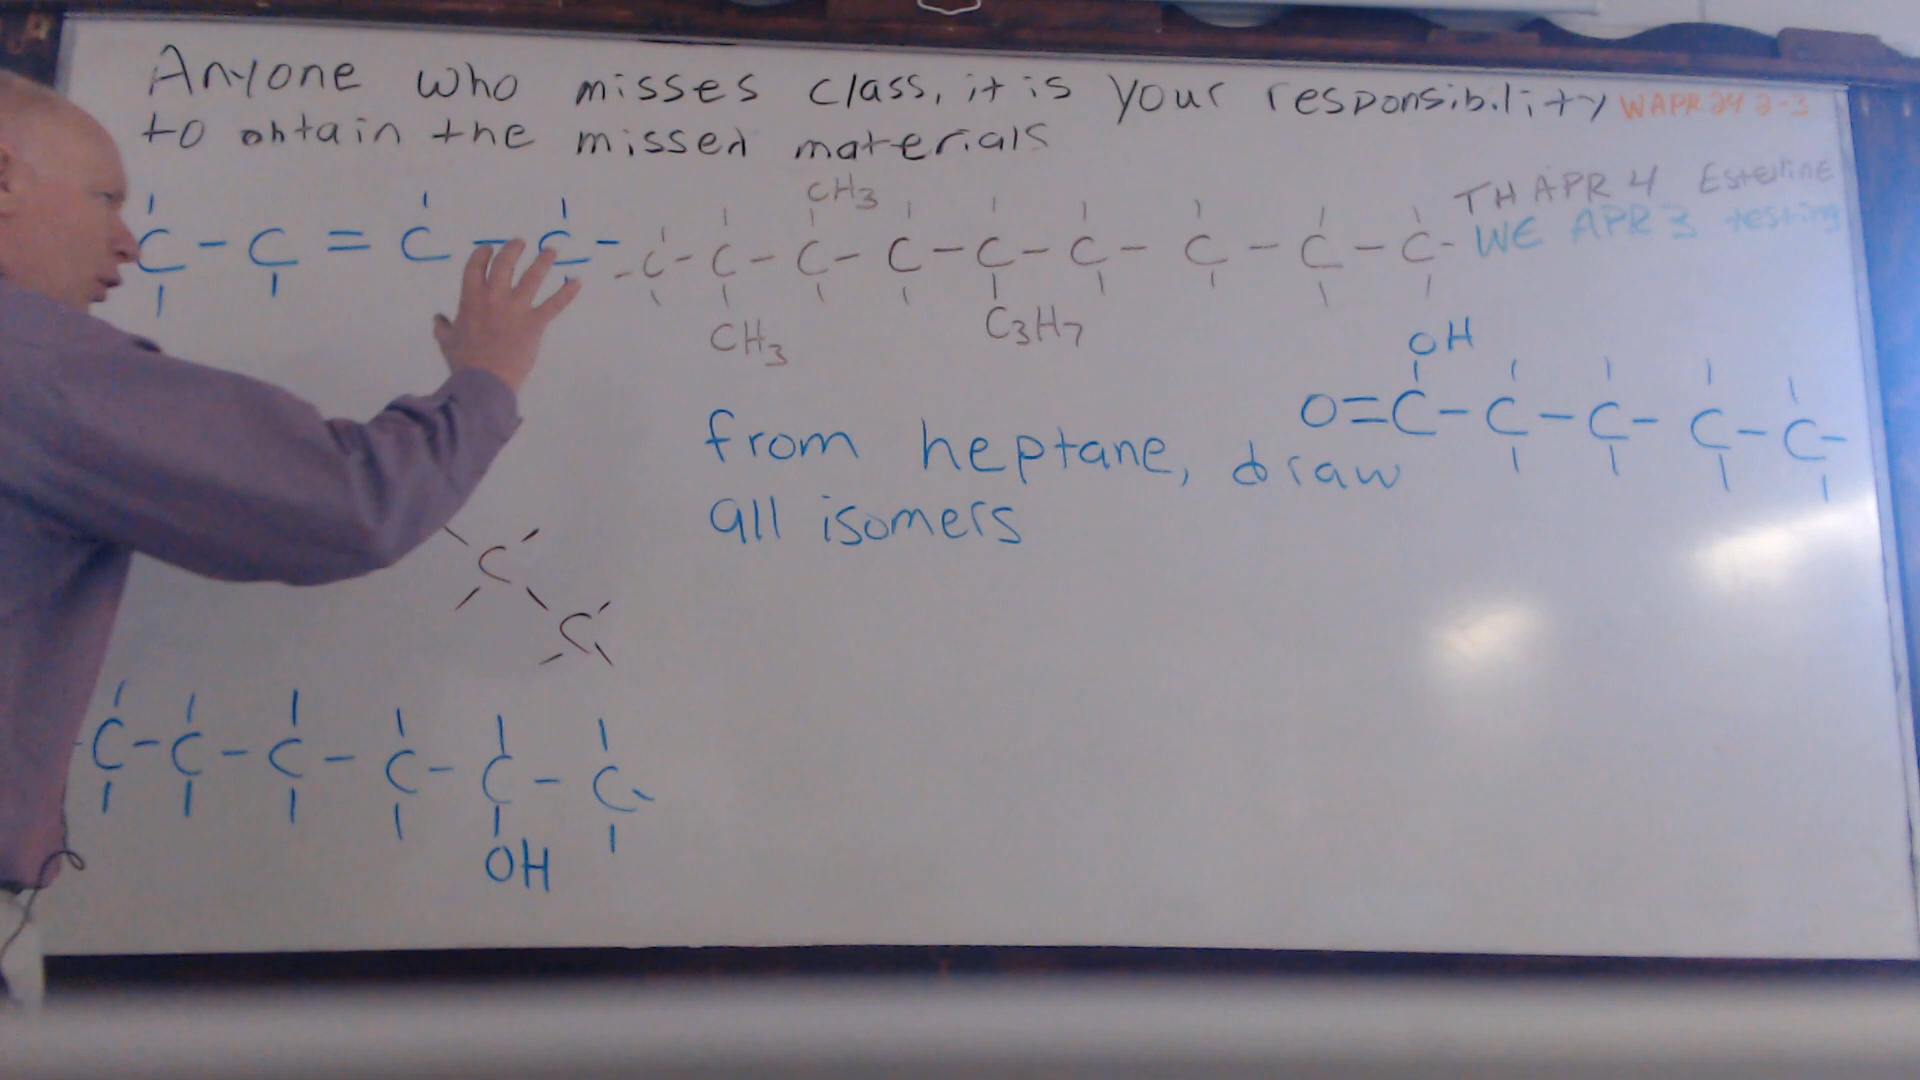 Anyone who misses class, it is your responsibility WAPR 24 2-3
to obtain the missed materials
TH APR 4 Esterline
WE APR 3 testing
CH3
C - C = C - C -
- C - C - C - C - C - C - C - C - C -
CH3
C3H7
OH
O=C - C - C - C - C -
from heptane, draw
all isomers
C
C
- C - C - C - C - C - C -
OH